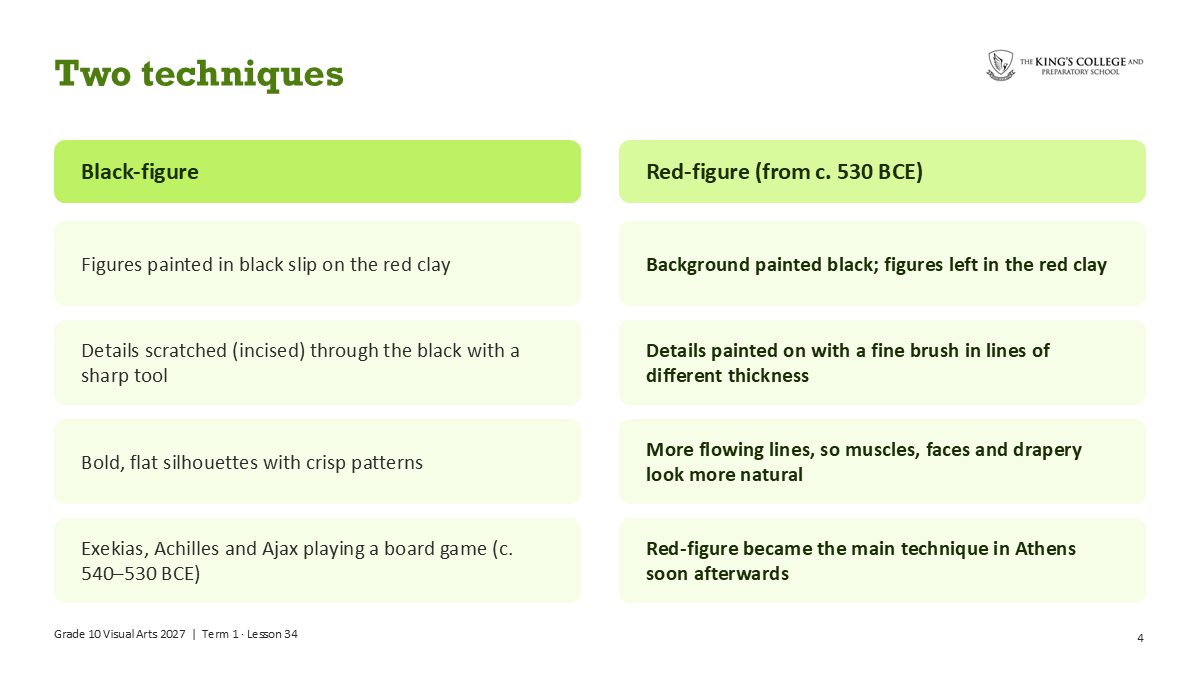 Two techniques
THE KING'S COLLEGE AND
PREPARATORY SCHOOL
Black-figure
Red-figure (from c. 530 BCE)
Figures painted in black slip on the red clay
Background painted black; figures left in the red clay
Details scratched (incised) through the black with a
sharp tool
Details painted on with a fine brush in lines of
different thickness
Bold, flat silhouettes with crisp patterns
More flowing lines, so muscles, faces and drapery
look more natural
Exekias, Achilles and Ajax playing a board game (c.
540–530 BCE)
Red-figure became the main technique in Athens
soon afterwards
Grade 10 Visual Arts 2027 | Term 1 · Lesson 34
4